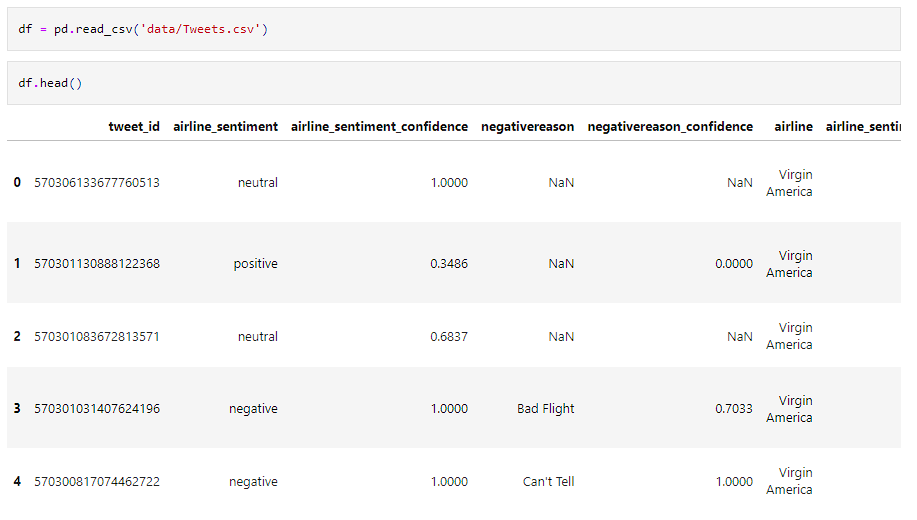 df = pd.read_csv('data/Tweets.csv')
df.head()
tweet_id airline_sentiment airline_sentiment_confidence negativereason negativereason_confidence airline airline_senti
0 570306133677760513 neutral 1.0000 NaN NaN Virgin America
1 570301130888122368 positive 0.3486 NaN 0.0000 Virgin America
2 570301083672813571 neutral 0.6837 NaN NaN Virgin America
3 570301031407624196 negative 1.0000 Bad Flight 0.7033 Virgin America
4 570300817074462722 negative 1.0000 Can't Tell 1.0000 Virgin America